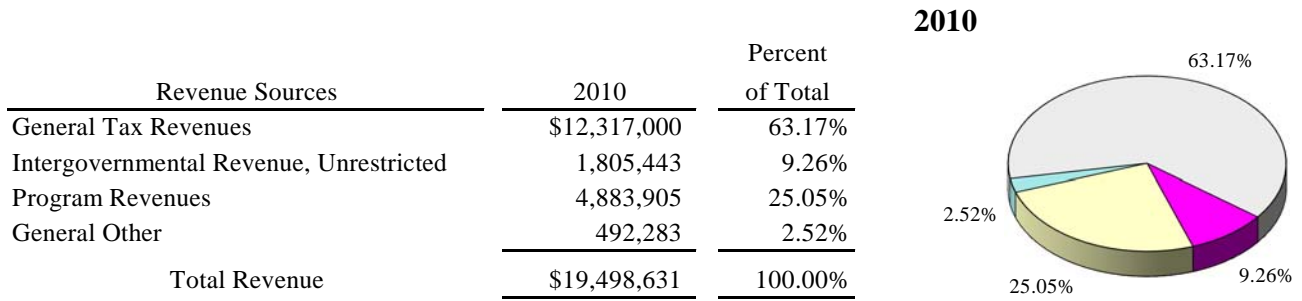 2010
Percent
Revenue Sources 2010 of Total
General Tax Revenues $12,317,000 63.17%
Intergovernmental Revenue, Unrestricted 1,805,443 9.26%
Program Revenues 4,883,905 25.05%
General Other 492,283 2.52%
Total Revenue $19,498,631 100.00%
63.17%
2.52%
9.26%
25.05%